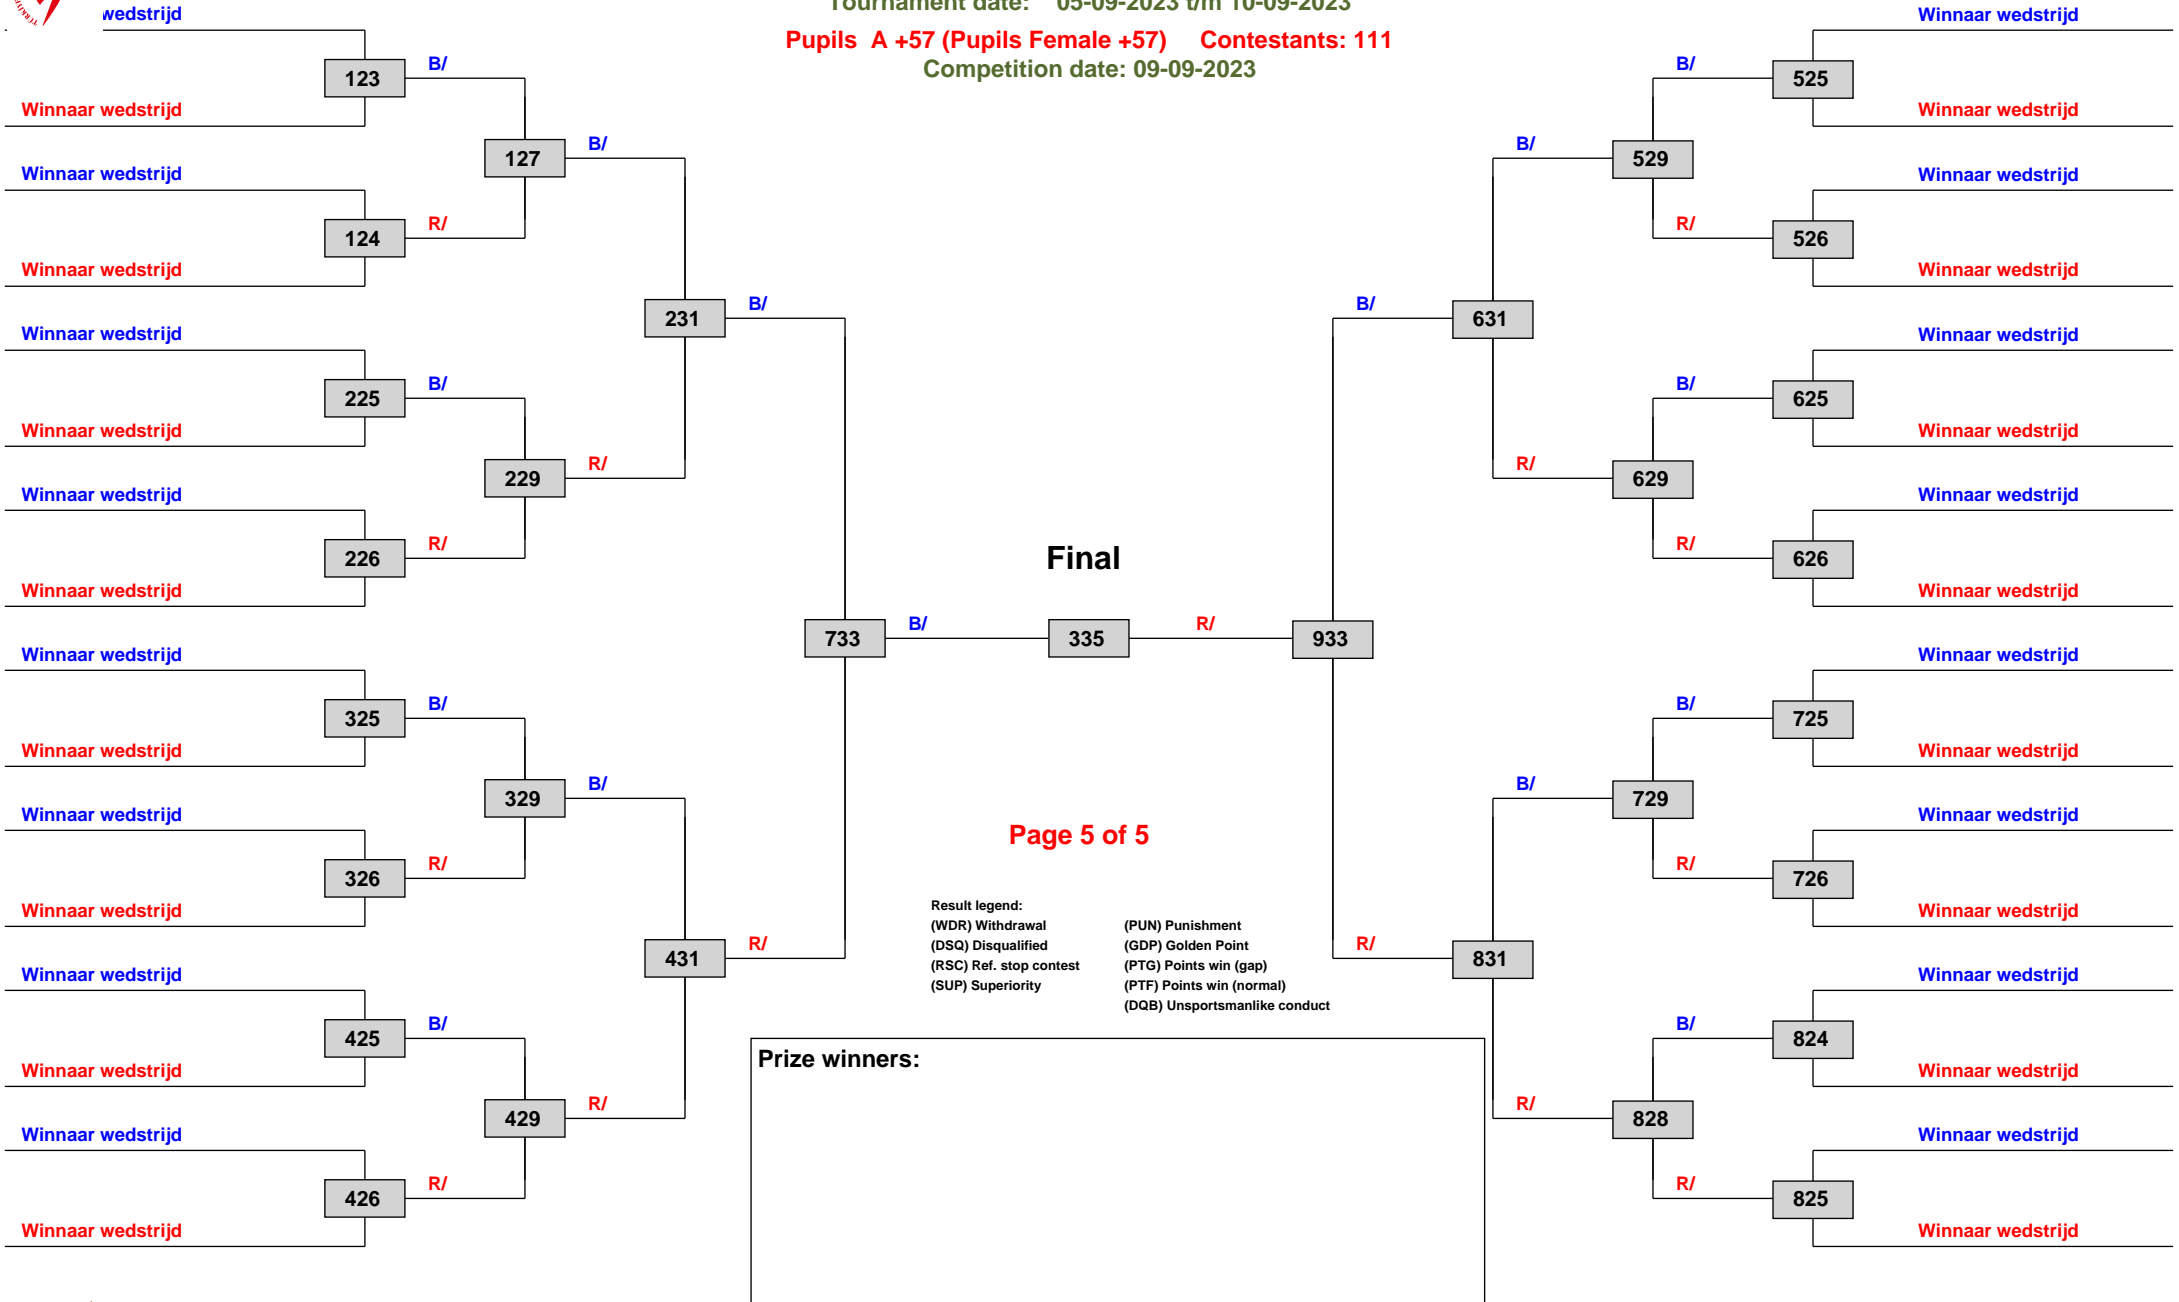 Tournament date: 05-09-2023 t/m 10-09-2023
Pupils A +57 (Pupils Female +57) Contestants: 111
Competition date: 09-09-2023
wedstrijd
123
B/
Winnaar wedstrijd
127
B/
Winnaar wedstrijd
124
R/
Winnaar wedstrijd
231
B/
Winnaar wedstrijd
225
B/
Winnaar wedstrijd
229
R/
Winnaar wedstrijd
226
R/
Winnaar wedstrijd
733
B/
Winnaar wedstrijd
325
B/
Winnaar wedstrijd
329
B/
Winnaar wedstrijd
326
R/
Winnaar wedstrijd
431
R/
Winnaar wedstrijd
425
B/
Winnaar wedstrijd
429
R/
Winnaar wedstrijd
426
R/
Winnaar wedstrijd
Final
335
R/
933
Winnaar wedstrijd
B/
525
Winnaar wedstrijd
B/
529
Winnaar wedstrijd
R/
526
Winnaar wedstrijd
B/
631
Winnaar wedstrijd
B/
625
Winnaar wedstrijd
R/
629
Winnaar wedstrijd
R/
626
Winnaar wedstrijd
Winnaar wedstrijd
B/
725
Winnaar wedstrijd
B/
729
Winnaar wedstrijd
R/
726
Winnaar wedstrijd
R/
831
Winnaar wedstrijd
B/
824
Winnaar wedstrijd
R/
828
Winnaar wedstrijd
R/
825
Winnaar wedstrijd
Page 5 of 5
Result legend:
(WDR) Withdrawal
(DSQ) Disqualified
(RSC) Ref. stop contest
(SUP) Superiority
(PUN) Punishment
(GDP) Golden Point
(PTG) Points win (gap)
(PTF) Points win (normal)
(DQB) Unsportsmanlike conduct
Prize winners: